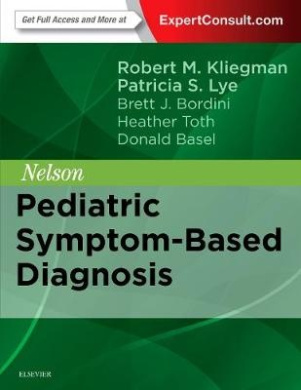 Get Full Access and More at
ExpertConsult.com
Robert M. Kliegman
Patricia S. Lye
Brett J. Bordini
Heather Toth
Donald Basel
Nelson
Pediatric
Symptom-Based
Diagnosis
ELSEVIER